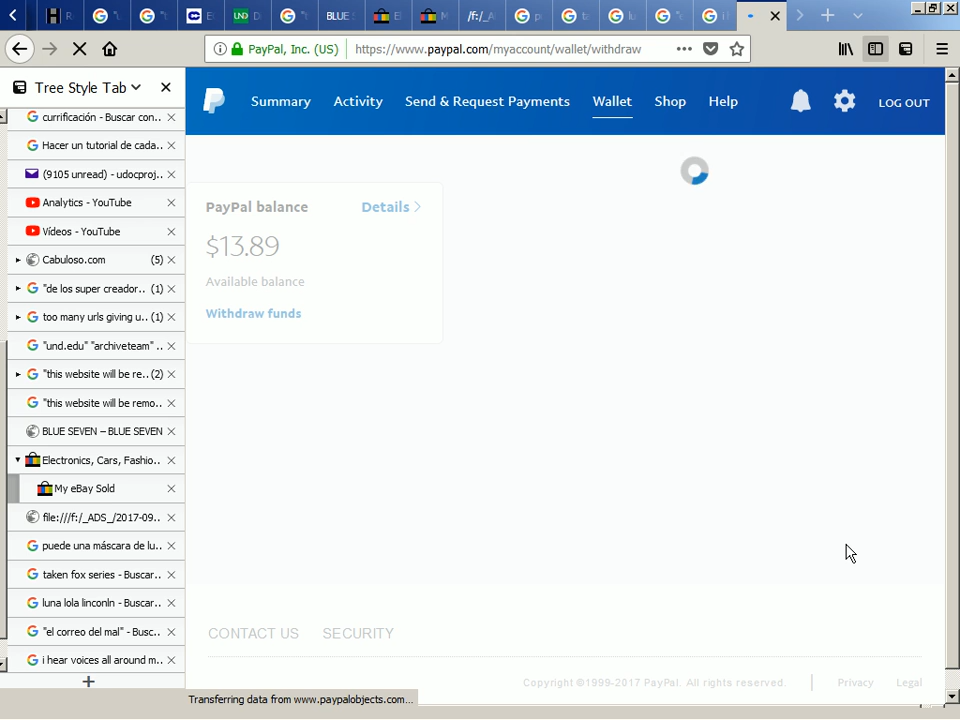 BLUE S
/f:/_A
PayPal, Inc. (US)
https://www.paypal.com/myaccount/wallet/withdraw
Tree Style Tab
currificación - Buscar con..
Hacer un tutorial de cada..
(9105 unread) - udocproj..
Analytics - YouTube
Vídeos - YouTube
Cabuloso.com (5)
"de los super creador.. (1)
too many urls giving u.. (1)
"und.edu" "archiveteam" ..
"this website will be re.. (2)
"this website will be remo..
BLUE SEVEN – BLUE SEVEN
Electronics, Cars, Fashio..
My eBay Sold
file:///f:/_ADS_/2017-09..
puede una máscara de lu..
taken fox series - Buscar..
luna lola linconln - Buscar..
"el correo del mal" - Busc..
i hear voices all around m..
Summary
Activity
Send & Request Payments
Wallet
Shop
Help
LOG OUT
PayPal balance
Details
$13.89
Available balance
Withdraw funds
CONTACT US
SECURITY
Copyright ©1999-2017 PayPal. All rights reserved.
Privacy
Legal
Transferring data from www.paypalobjects.com...